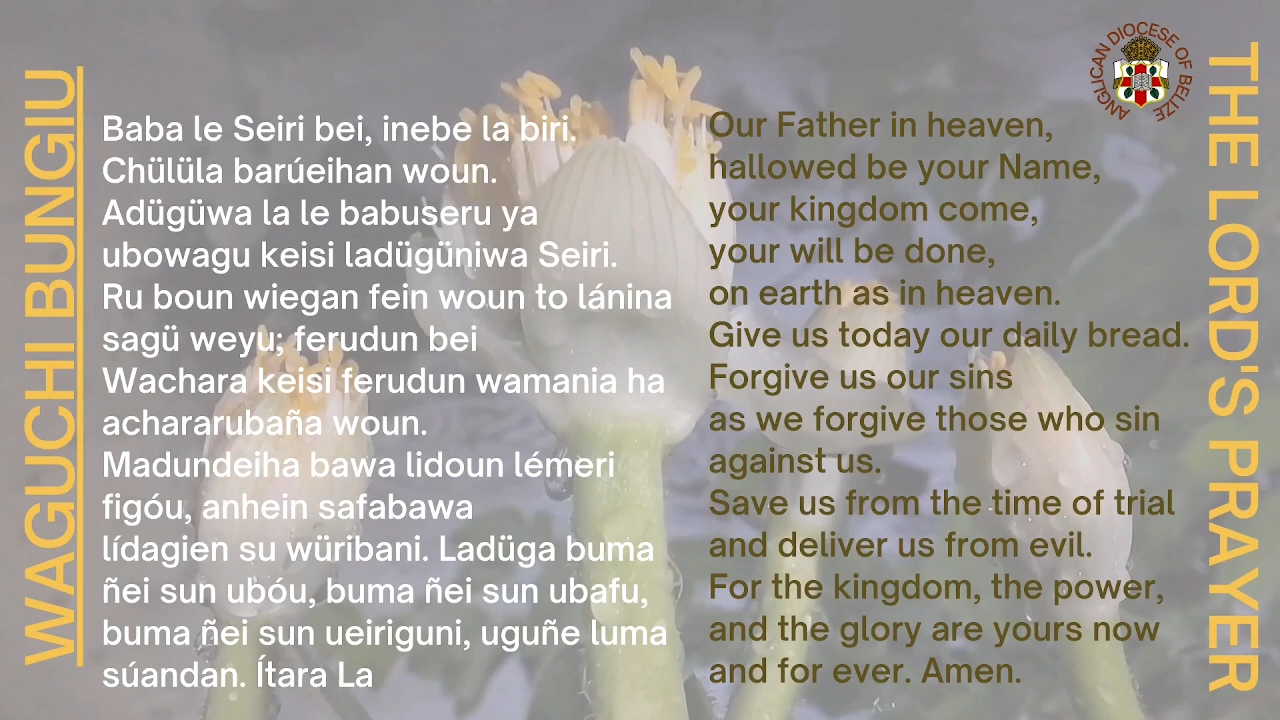 WAGUCHI BUNGIU
Baba le Seiri bei, inebe la biri.
Chülüla barúeihan woun.
Adügüwa la le babuseru ya
ubowagu keisi ladügüniwa Seiri.
Ru boun wiegan fein woun to lánina
sagü weyu; ferudun bei
Wachara keisi ferudun wamania ha
achararubaña woun.
Madundeiha bawa lidoun lémeri
figóu, anhein safabawa
lídagien su würibani. Ladüga buma
ñei sun ubóu, buma ñei sun ubafu,
buma ñei sun ueiriguni, uguñe luma
súandan. Ítara La
Our Father in heaven,
hallowed be your Name,
your kingdom come,
your will be done,
on earth as in heaven.
Give us today our daily bread.
Forgive us our sins
as we forgive those who sin
against us.
Save us from the time of trial
and deliver us from evil.
For the kingdom, the power,
and the glory are yours now
and for ever. Amen.
ANGLICAN DIOCESE OF BELIZE
THE LORD'S PRAYER